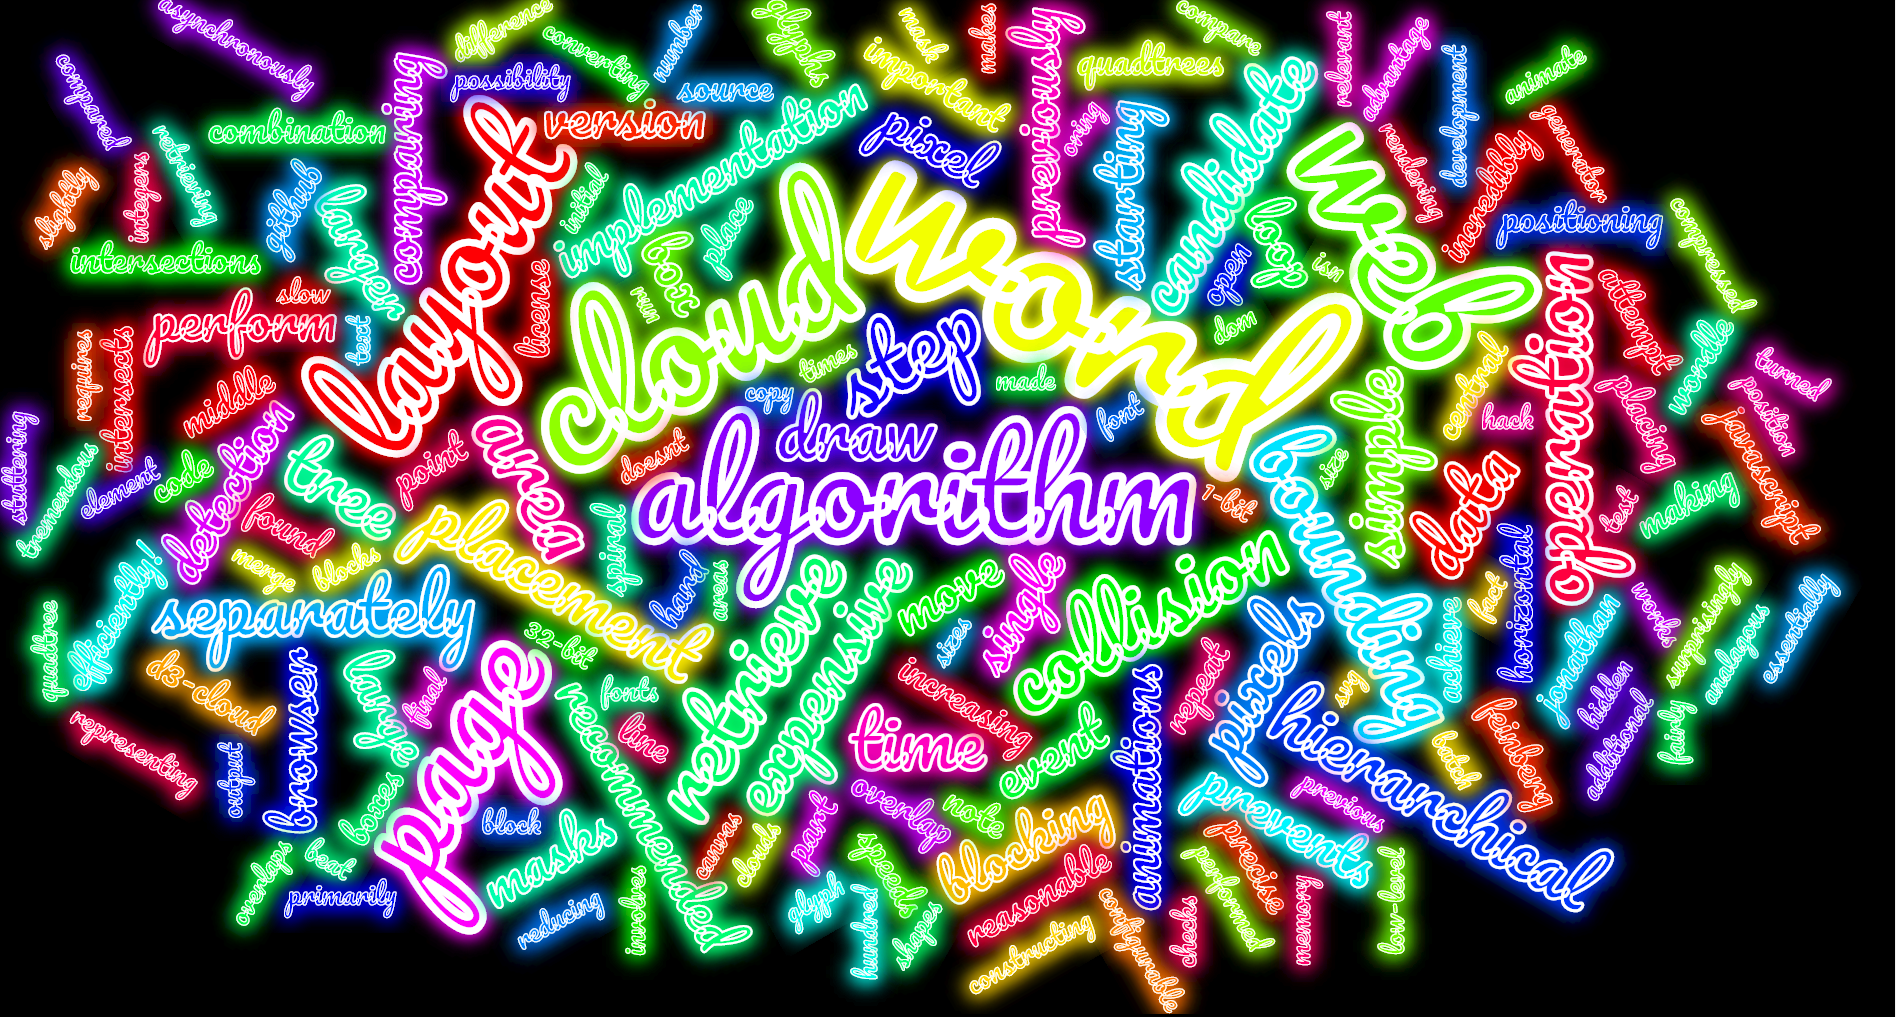 asynchronously
difference
converting
number
glyphs
mask
important
makes
previously
compare
quadtrees
relevant
advantage
development
animate
compared
possibility
source
combination
comparing
version
implementation
pixel
oring
starting
candidate
web
rendering
incredibly
positioning
compressed
slightly
integers
retrieving
github
larger
layout
initial
place
box
word
loop
open
isn
intersections
slow
perform
text
license
run
cloud
times
step
dom
made
copy
font
simple
central
hack
operation
attempt
wordle
turned
position
placing
javascript
requires
intersects
middle
detection
stuttering
tremendous
element
code
tree
found
point
area
doesnt
draw
algorithm
1-bit
size
bounding
data
test
making
merge
blocks
placement
spinal
hand
areas
efficiently!
quadtree
separately
retrieve
expensive
move
single
collision
sizes
pixels
achieve
fact
horizontal
jonathan
works
surprisingly
analagous
essentially
d3-cloud
representing
output
browser
large
final
page
32-bit
fonts
line
recommended
time
increasing
event
animations
repeat
svg
hierarchical
batch
feinberg
hidden
additional
fairly
boxes
block
masks
canvas
clouds
part
overlap
note
blocking
prevents
previous
overlaps
beat
primarily
reducing
involves
glyph
speed
hundred
shapes
reasonable
constructing
configurable
checks
performed
precise
memory
low-level